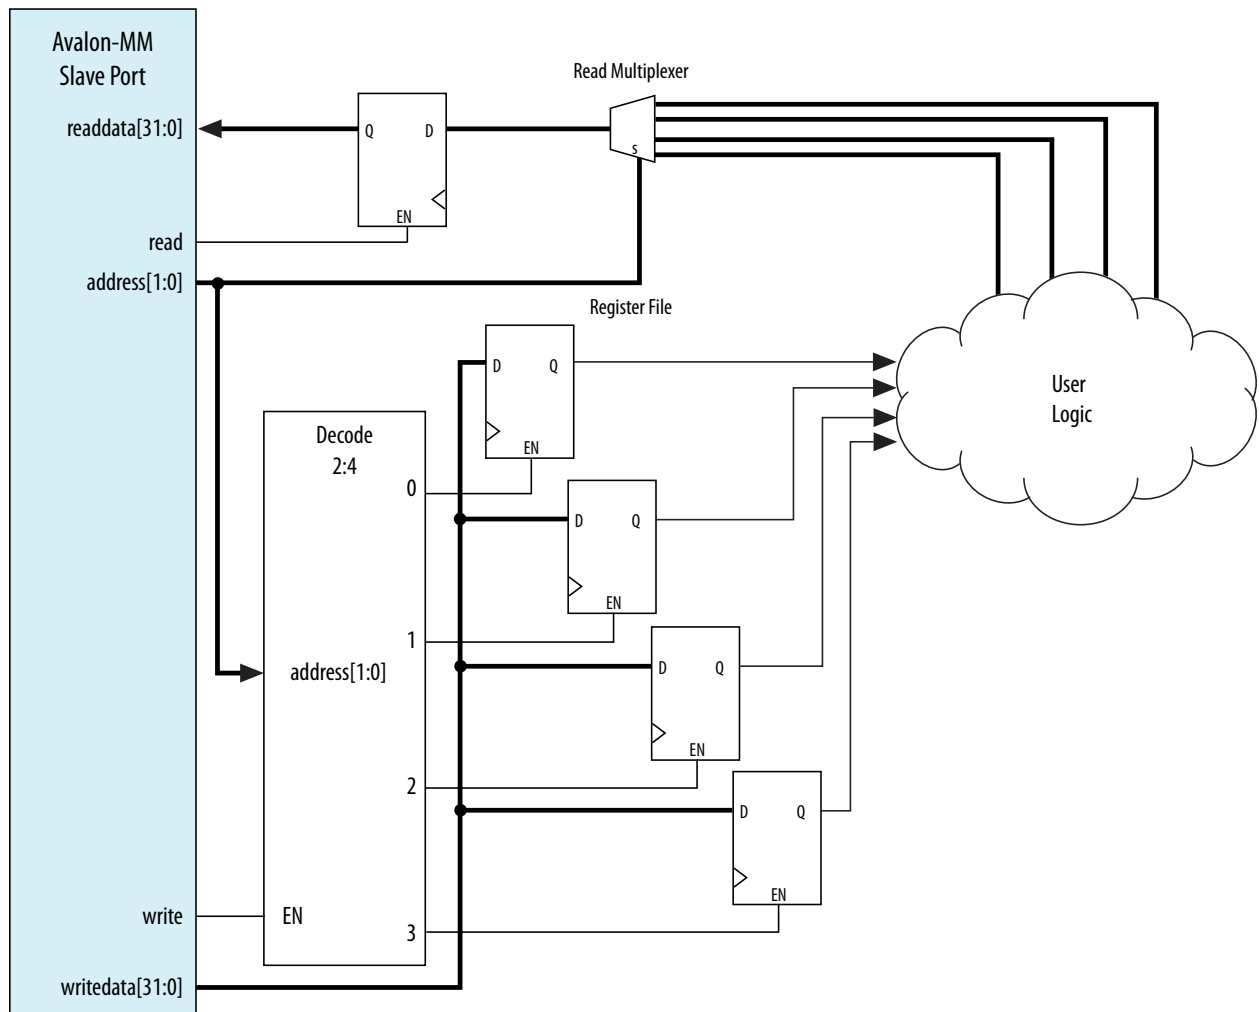 Avalon-MM
Slave Port
Read Multiplexer
readdata[31:0]
Q
D
s
EN
read
address[1:0]
Register File
D
Q
EN
User
Logic
Decode
2:4
0
D
Q
EN
1
address[1:0]
D
Q
EN
2
D
Q
EN
write
EN
3
writedata[31:0]